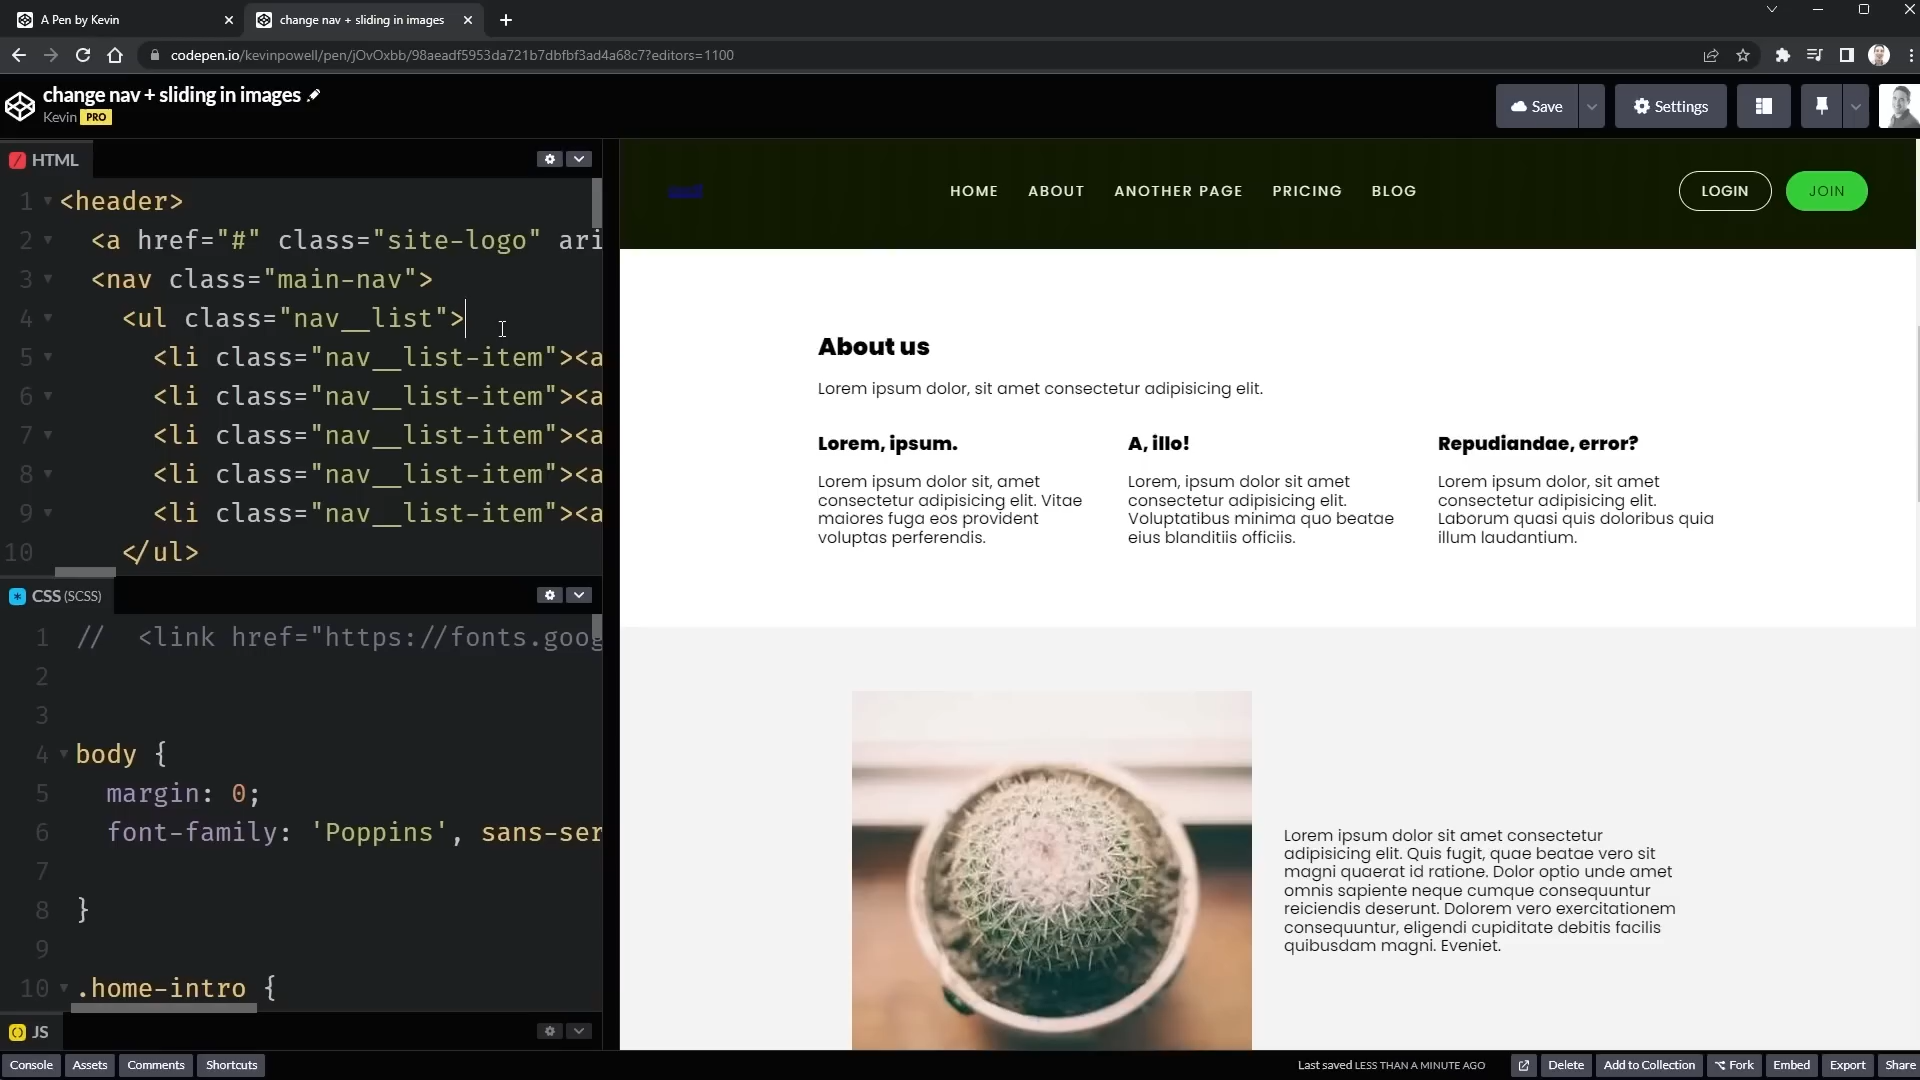 A Pen by Kevin
change nav + sliding in images
codepen.io/kevinpowell/pen/jOvOxbb/98aeadf5953da721b7dbfbf3ad4a68c7?editors=1100
change nav + sliding in images
Kevin PRO
Save
Settings
HTML
1 <header>
2 <a href="#" class="site-logo" ari
3 <nav class="main-nav">
4 <ul class="nav__list">
5 <li class="nav__list-item"><a
6 <li class="nav__list-item"><a
7 <li class="nav__list-item"><a
8 <li class="nav__list-item"><a
9 <li class="nav__list-item"><a
10 </ul>
CSS (SCSS)
1 // <link href="https://fonts.goog
2
3
4 body {
5 margin: 0;
6 font-family: 'Poppins', sans-ser
7
8 }
9
10 .home-intro {
JS
HOME ABOUT ANOTHER PAGE PRICING BLOG
LOGIN JOIN
About us
Lorem ipsum dolor, sit amet consectetur adipisicing elit.
Lorem, ipsum.
Lorem ipsum dolor sit, amet
consectetur adipisicing elit. Vitae
maiores fuga eos provident
voluptas perferendis.
A, illo!
Lorem, ipsum dolor sit amet
consectetur adipisicing elit.
Voluptatibus minima quo beatae
eius blanditiis officiis.
Repudiandae, error?
Lorem ipsum dolor, sit amet
consectetur adipisicing elit.
Laborum quasi quis doloribus quia
illum laudantium.
Lorem ipsum dolor sit amet consectetur
adipisicing elit. Quis fugit, quae beatae vero sit
magni quaerat id ratione. Dolor optio unde amet
omnis sapiente neque cumque consequuntur
reiciendis deserunt. Dolorem vero exercitationem
consequuntur, eligendi cupiditate debitis facilis
quibusdam magni. Eveniet.
Console Assets Comments Shortcuts
Last saved LESS THAN A MINUTE AGO
Delete Add to Collection Fork Embed Export Share